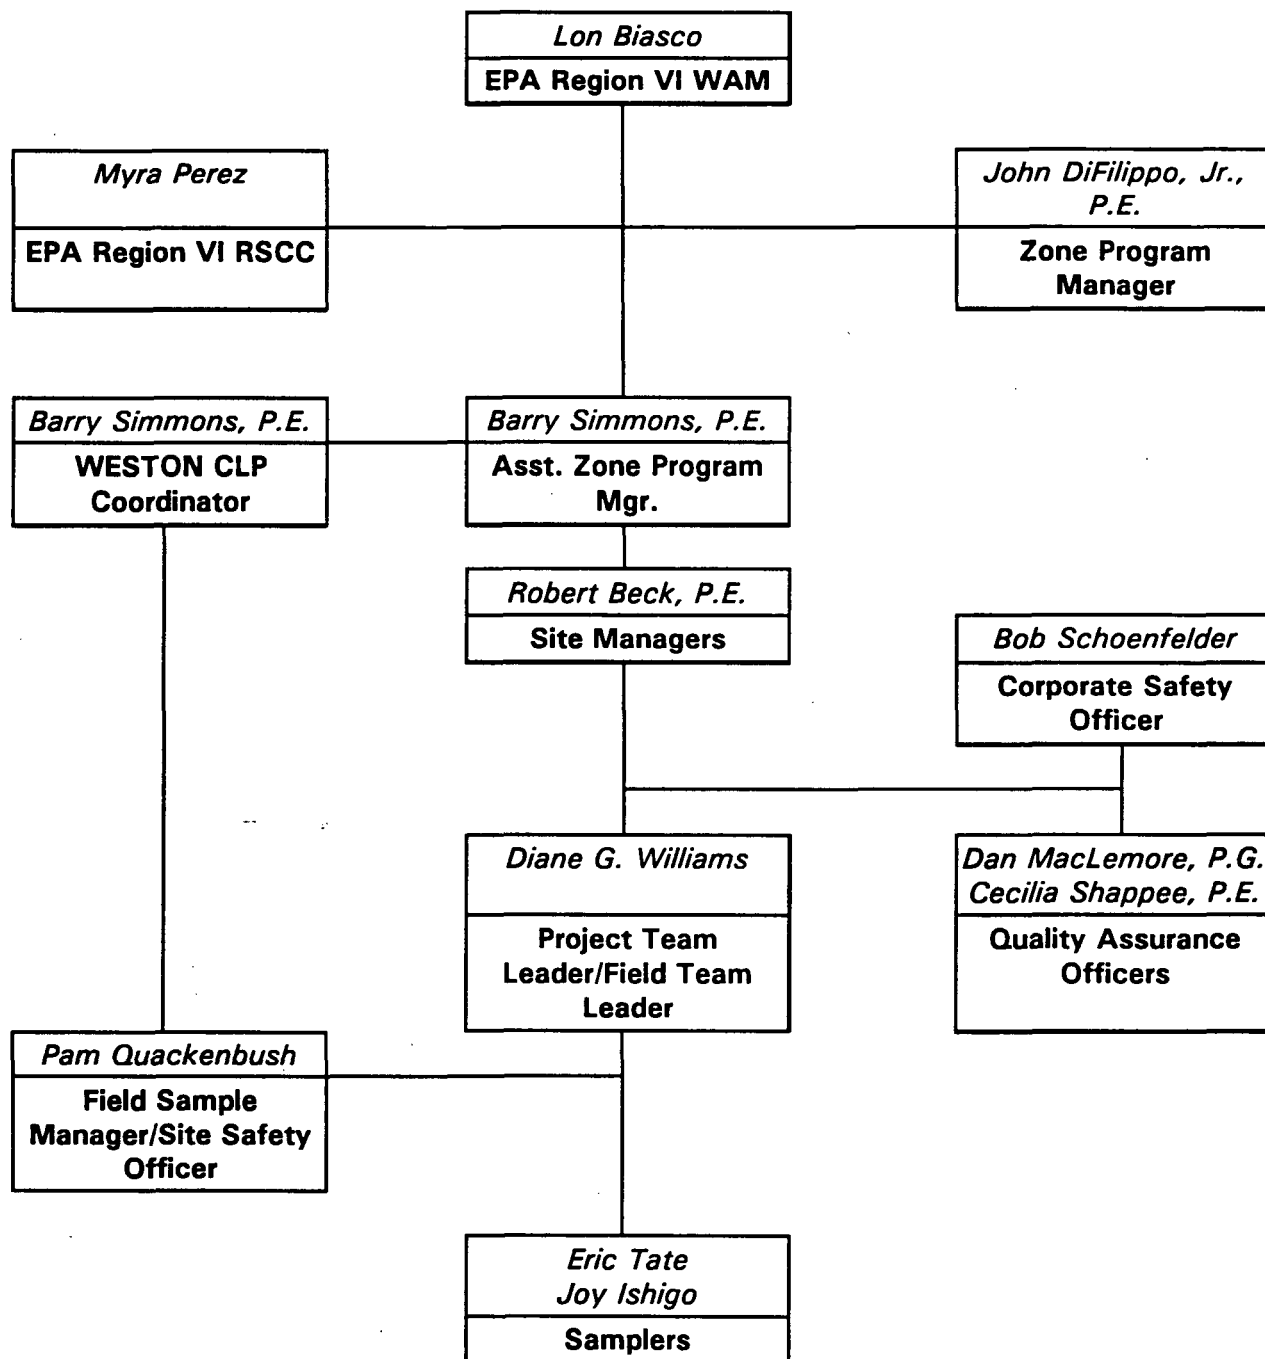 Lon Biasco
EPA Region VI WAM
Myra Perez
EPA Region VI RSCC
John DiFilippo, Jr.,
P.E.
Zone Program
Manager
Barry Simmons, P.E.
WESTON CLP
Coordinator
Barry Simmons, P.E.
Asst. Zone Program
Mgr.
Robert Beck, P.E.
Site Managers
Bob Schoenfelder
Corporate Safety
Officer
Diane G. Williams
Project Team
Leader/Field Team
Leader
Dan MacLemore, P.G.
Cecilia Shappee, P.E.
Quality Assurance
Officers
Pam Quackenbush
Field Sample
Manager/Site Safety
Officer
Eric Tate
Joy Ishigo
Samplers